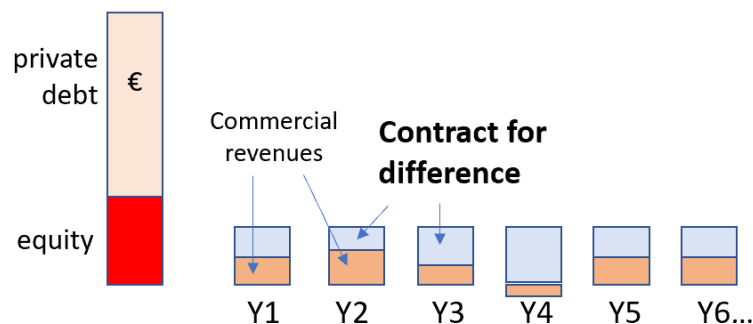 private
debt
€
equity
Commercial
revenues
Contract for
difference
Y1 Y2 Y3 Y4 Y5 Y6...